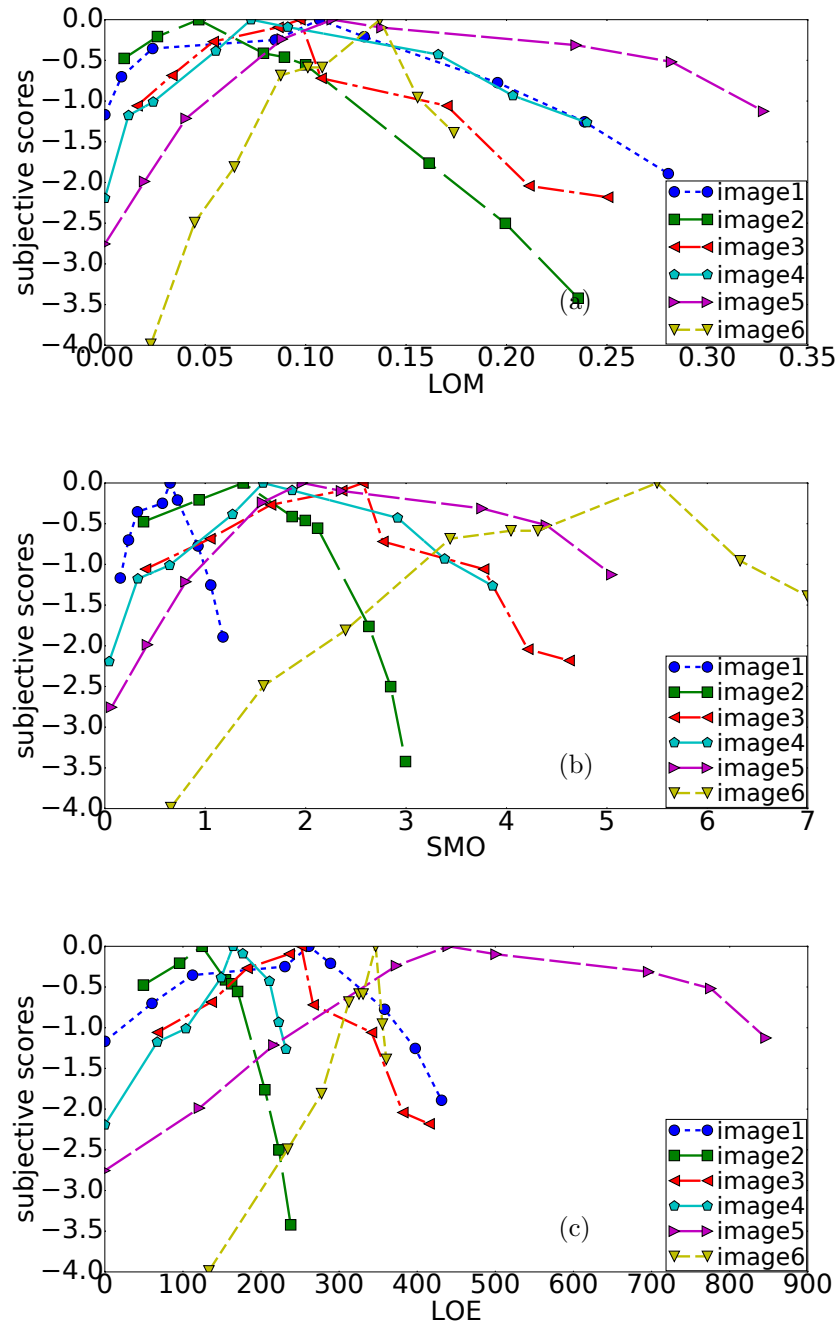 0.0
−0.5
−1.0
−1.5
−2.0
−2.5
−3.0
−3.5
−4.0
subjective scores
image1
image2
image3
image4
image5
image6
(a)
0.00 0.05 0.10 0.15 0.20 0.25 0.30 0.35
LOM
0.0
−0.5
−1.0
−1.5
−2.0
−2.5
−3.0
−3.5
−4.0
subjective scores
image1
image2
image3
image4
image5
image6
(b)
0 1 2 3 4 5 6 7
SMO
0.0
−0.5
−1.0
−1.5
−2.0
−2.5
−3.0
−3.5
−4.0
subjective scores
image1
image2
image3
image4
image5
image6
(c)
0 100 200 300 400 500 600 700 800 900
LOE